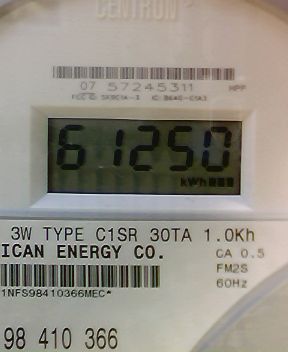 CENTRON
07 57245311 MPP
61250
kWh
3W TYPE C1SR 30TA 1.0Kh
ICAN ENERGY CO.
CA 0.5
FM2S
60Hz
1NFS98410366MEC*
98 410 366